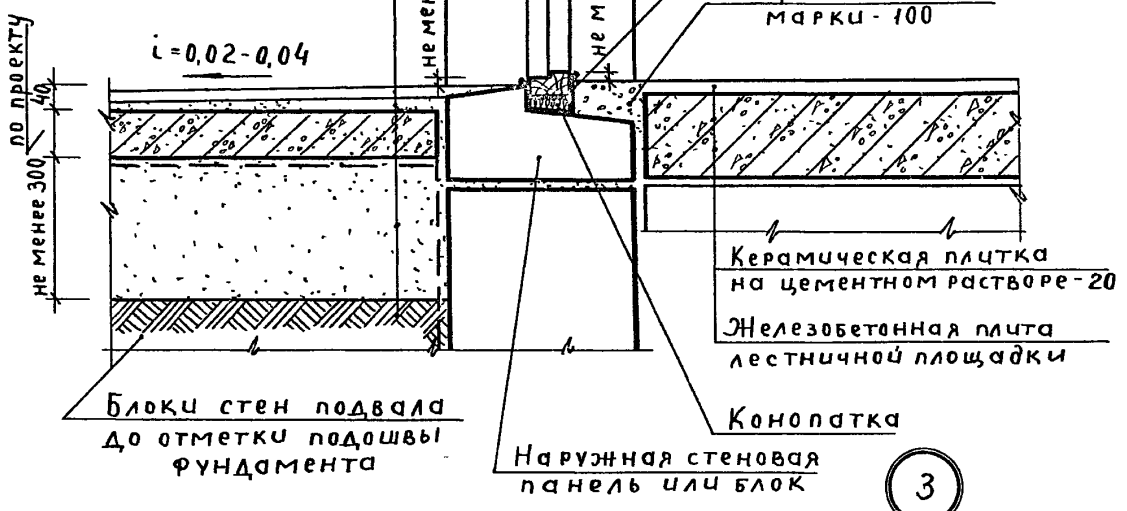 марки - 100
не мен
не м
i = 0,02 - 0,04
по проекту
40
не менее 300
Керамическая плитка
на цементном растворе - 20
Железобетонная плита
лестничной площадки
Блоки стен подвала
до отметки подошвы
фундамента
Конопатка
Наружная стеновая
панель или блок
3